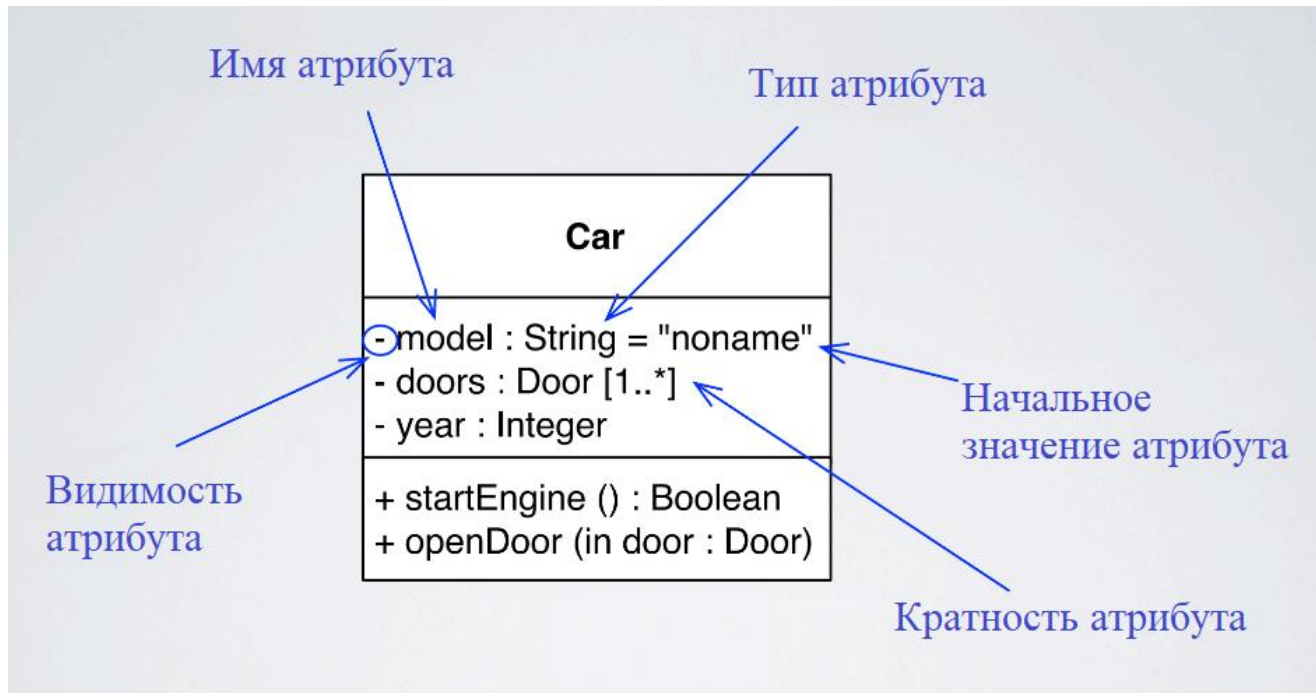 Имя атрибута
Тип атрибута
Car
- model : String = "noname"
- doors : Door [1..*]
- year : Integer
Начальное
значение атрибута
Видимость
атрибута
+ startEngine () : Boolean
+ openDoor (in door : Door)
Кратность атрибута